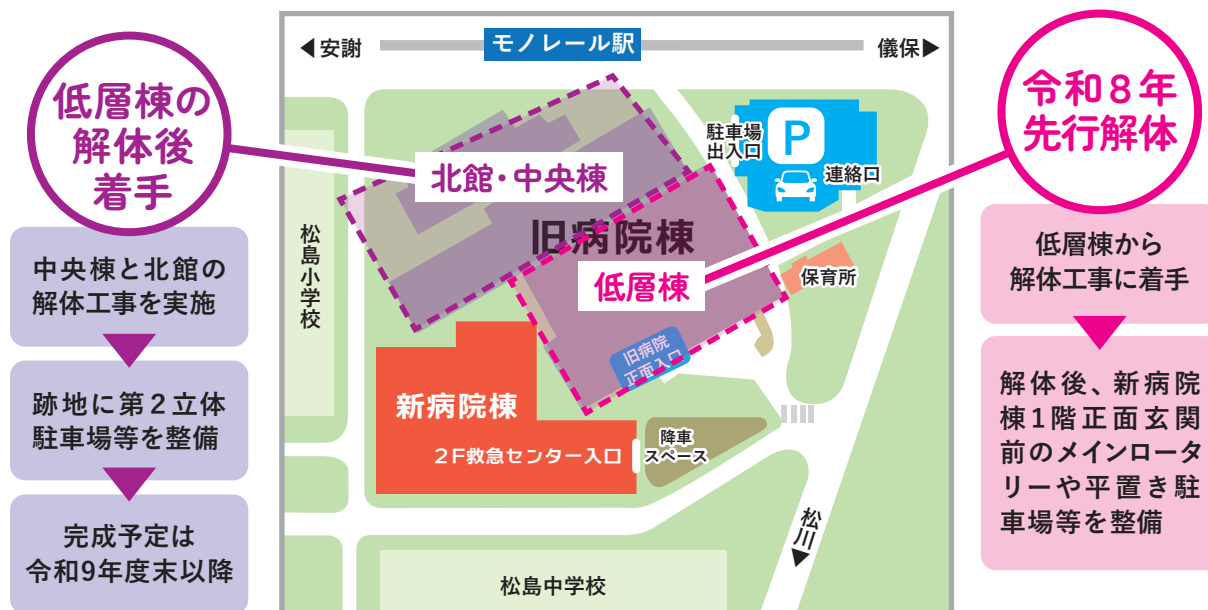 低層棟の
解体後
着手
中央棟と北館の
解体工事を実施
跡地に第2立体
駐車場等を整備
完成予定は
令和9年度末以降
◀安謝
モノレール駅
儀保▶
駐車場
出入口
P
連絡口
北館・中央棟
旧病院棟
低層棟
保育所
松島小学校
旧病院
正面入口
新病院棟
2F救急センター入口
降車
スペース
松川▼
松島中学校
令和8年
先行解体
低層棟から
解体工事に着手
解体後、新病院
棟1階正面玄関
前のメインロータ
リーや平置き駐
車場等を整備